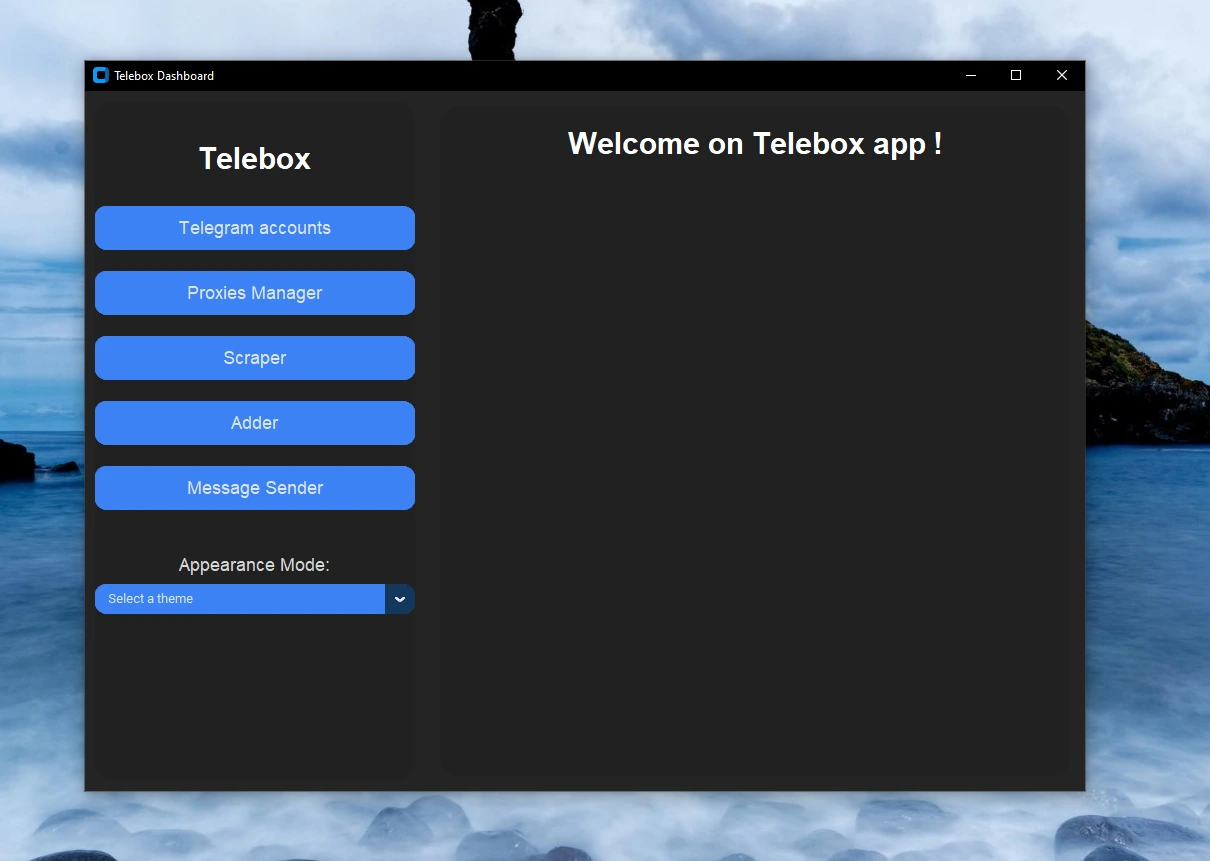 Telebox Dashboard
Telebox
Telegram accounts
Proxies Manager
Scraper
Adder
Message Sender
Appearance Mode:
Select a theme
Welcome on Telebox app !